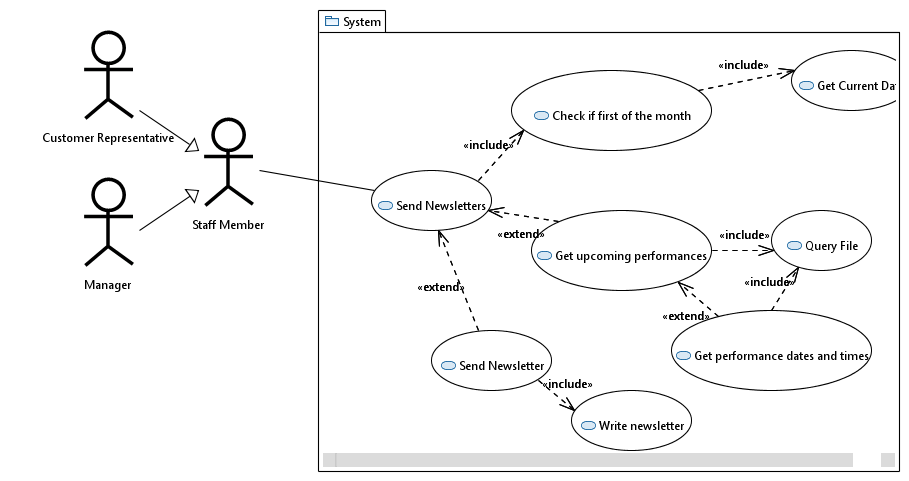 System
«include»
Get Current Da
Check if first of the month
Customer Representative
«include»
Send Newsletters
Staff Member
«extend»
«include»
Query File
Get upcoming performances
Manager
«extend»
«include»
«extend»
Get performance dates and times
Send Newsletter
«include»
Write newsletter